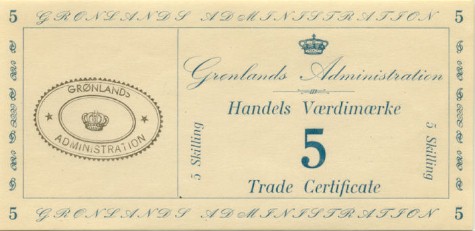 5 GRØNLANDS ADMINISTRATION 5
Grønlands Administration
GRØNLANDS
ADMINISTRATION
Handels Værdimærke
5 Skilling
5
5 Skilling
Trade Certificate
5 GRØNLANDS ADMINISTRATION 5